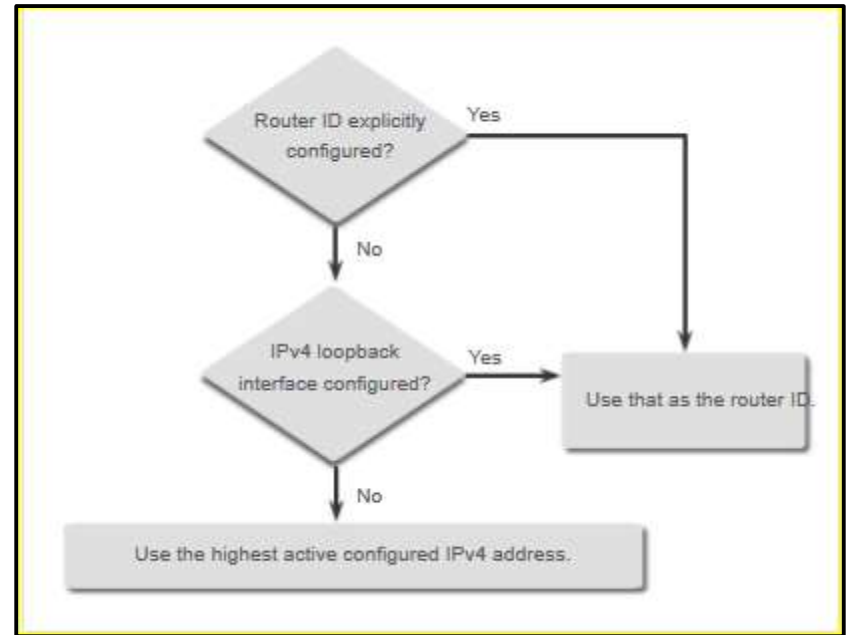 Router ID explicitly
configured?
Yes
No
IPv4 loopback
interface configured?
Yes
Use that as the router ID.
No
Use the highest active configured IPv4 address.